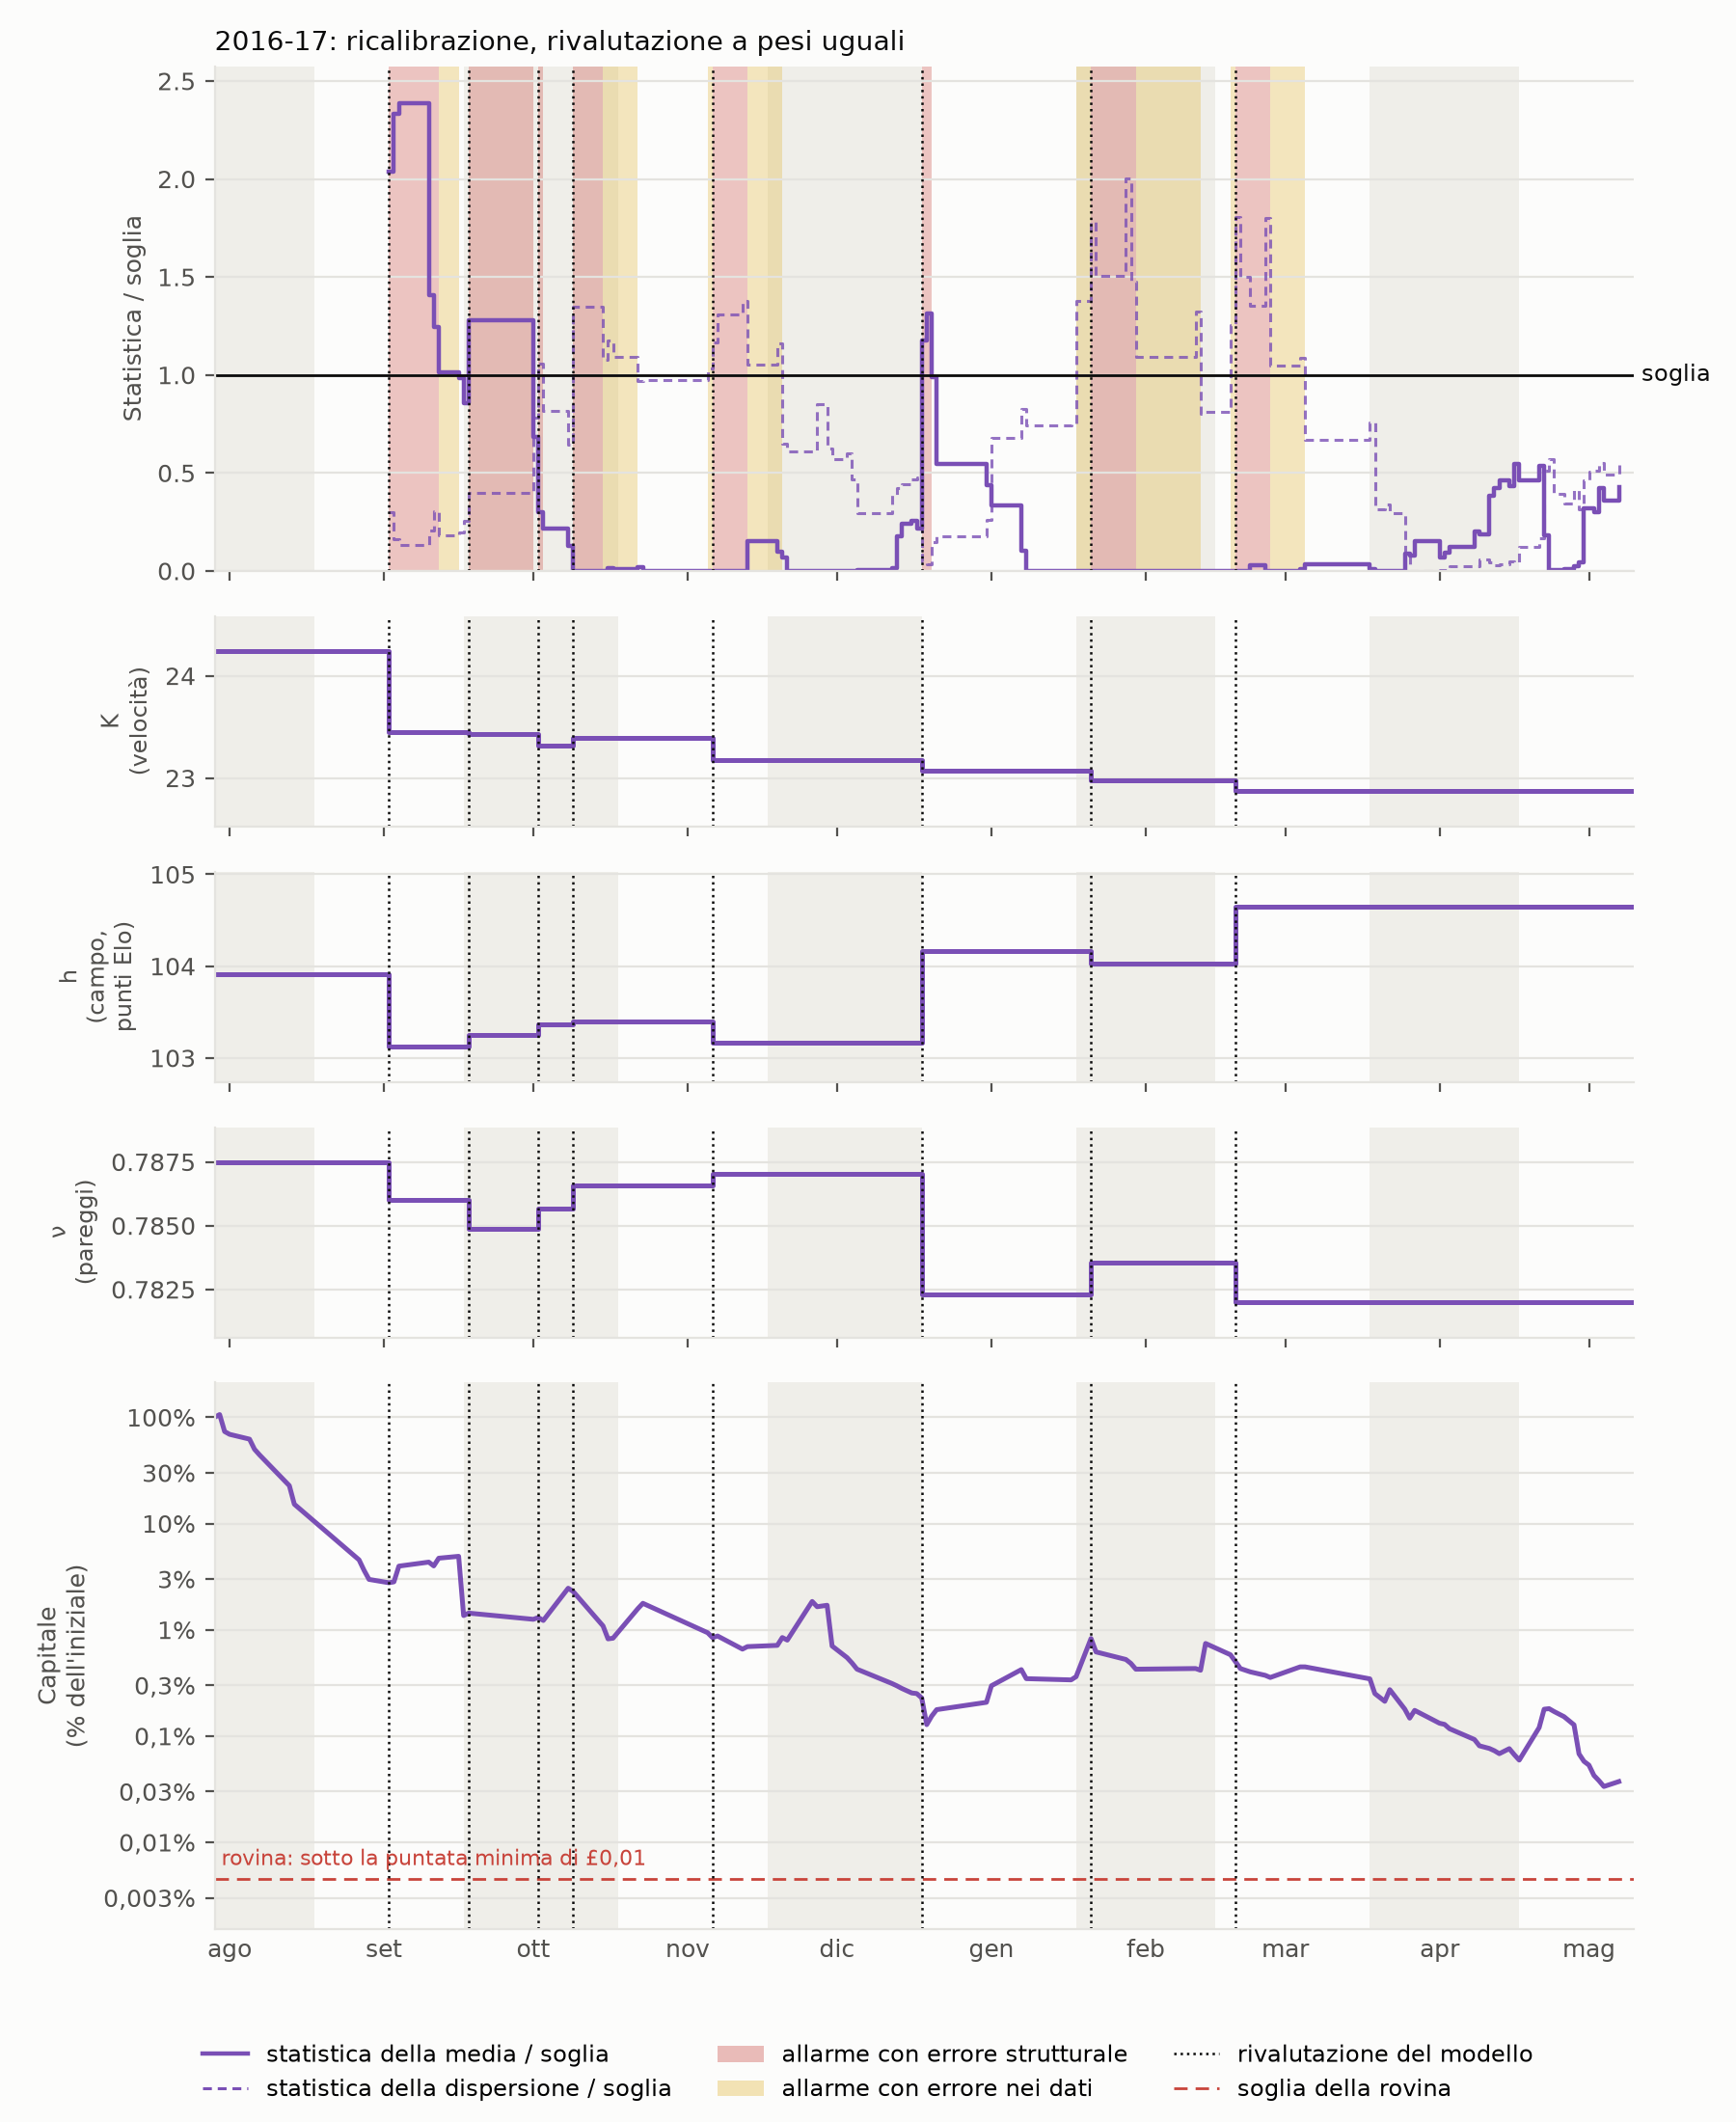 2016-17: ricalibrazione, rivalutazione a pesi uguali
2.5
2.0
1.5
1.0
0.5
0.0
Statistica / soglia
soglia
24
23
K
(velocità)
105
104
103
h
(campo,
punti Elo)
0.7875
0.7850
0.7825
ν
(pareggi)
100%
30%
10%
3%
1%
0,3%
0,1%
0,03%
0,01%
0,003%
Capitale
(% dell'iniziale)
rovina: sotto la puntata minima di £0,01
ago set ott nov dic gen feb mar apr mag
statistica della media / soglia
statistica della dispersione / soglia
allarme con errore strutturale
allarme con errore nei dati
rivalutazione del modello
soglia della rovina